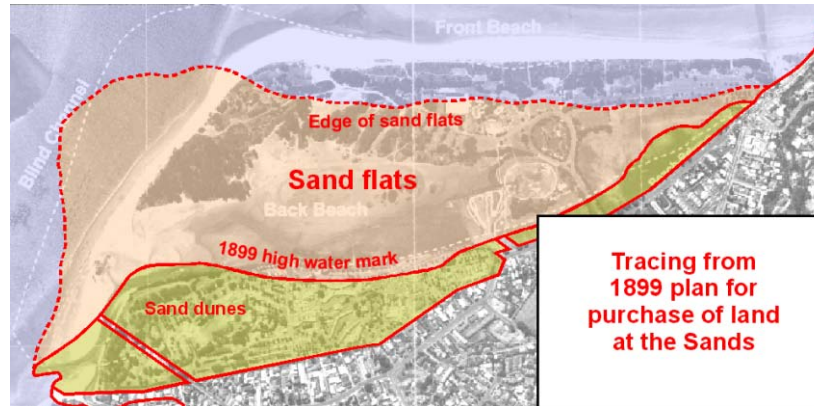 Front Beach
Blind Channel
Edge of sand flats
Sand flats
Back Beach
1899 high water mark
Sand dunes
Tracing from
1899 plan for
purchase of land
at the Sands